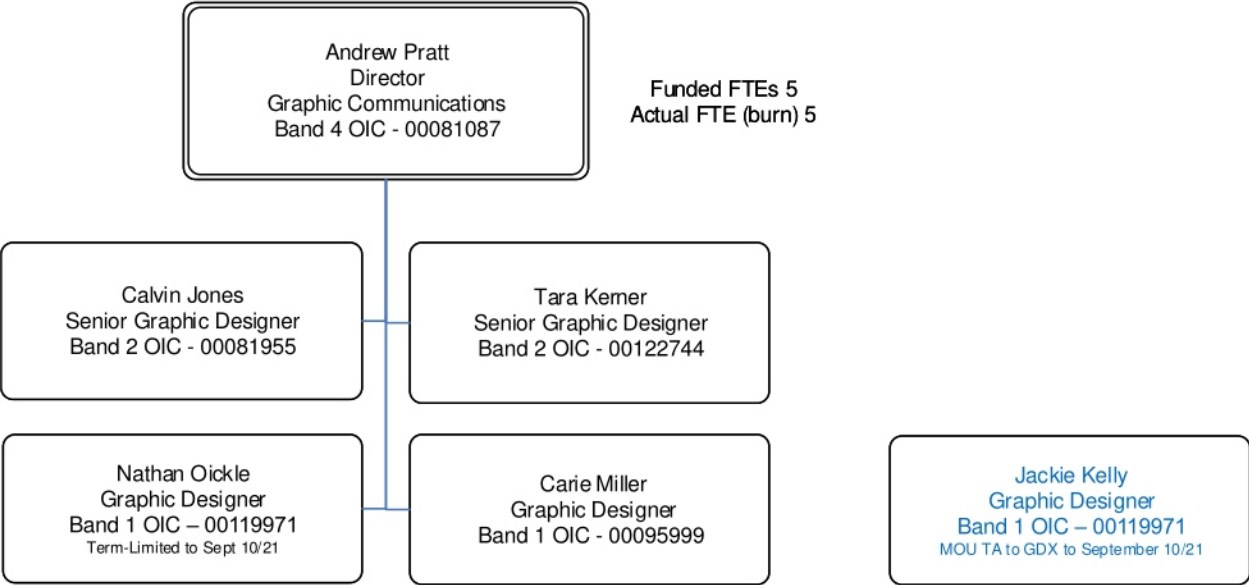 Andrew Pratt
Director
Graphic Communications
Band 4 OIC - 00081087
Funded FTEs 5
Actual FTE (burn) 5
Calvin Jones
Senior Graphic Designer
Band 2 OIC - 00081955
Tara Kerner
Senior Graphic Designer
Band 2 OIC - 00122744
Nathan Oickle
Graphic Designer
Band 1 OIC – 00119971
Term-Limited to Sept 10/21
Carie Miller
Graphic Designer
Band 1 OIC - 00095999
Jackie Kelly
Graphic Designer
Band 1 OIC – 00119971
MOU TA to GDX to September 10/21